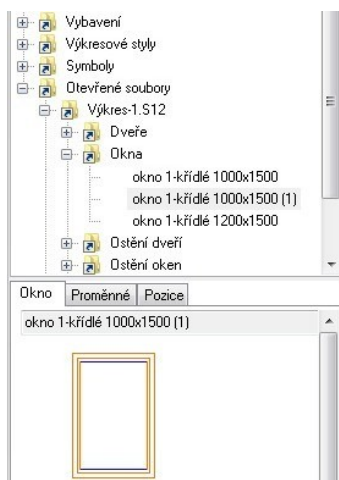 Vybavení
Výkresové styly
Symboly
Otevřené soubory
Výkres-1.S12
Dveře
Okna
okno 1-křídlé 1000x1500
okno 1-křídlé 1000x1500 (1)
okno 1-křídlé 1200x1500
Ostění dveří
Ostění oken
Okno Proměnné Pozice
okno 1-křídlé 1000x1500 (1)